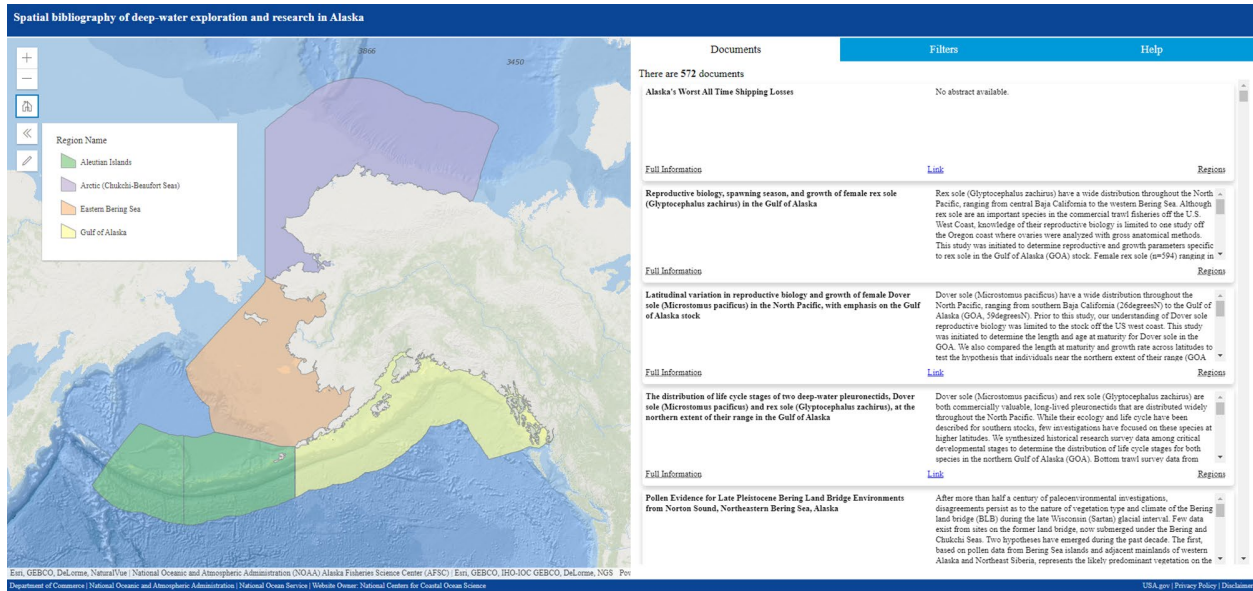 Spatial bibliography of deep-water exploration and research in Alaska
3866
3450
Region Name
Aleutian Islands
Arctic (Chukchi-Beaufort Seas)
Eastern Bering Sea
Gulf of Alaska
Documents
Filters
Help
There are 572 documents
Alaska's Worst All Time Shipping Losses
No abstract available.
Full Information
Link
Regions
Reproductive biology, spawning season, and growth of female rex sole
(Glyptocephalus zachirus) in the Gulf of Alaska
Rex sole (Glyptocephalus zachirus) have a wide distribution throughout the North
Pacific, ranging from central Baja California to the western Bering Sea. Although
rex sole are an important species in the commercial trawl fisheries off the U.S.
West Coast, knowledge of their reproductive biology is limited to one study off
the Oregon coast where ovaries were analyzed with gross anatomical methods.
This study was initiated to determine reproductive and growth parameters specific
to rex sole in the Gulf of Alaska (GOA) stock. Female rex sole (n=594) ranging in
Full Information
Regions
Latitudinal variation in reproductive biology and growth of female Dover
sole (Microstomus pacificus) in the North Pacific, with emphasis on the Gulf
of Alaska stock
Dover sole (Microstomus pacificus) have a wide distribution throughout the
North Pacific, ranging from southern Baja California (26degreesN) to the Gulf of
Alaska (GOA, 59degreesN). Prior to this study, our understanding of Dover sole
reproductive biology was limited to the stock off the US west coast. This study
was initiated to determine the length and age at maturity for Dover sole in the
GOA. We also compared the length at maturity and growth rate across latitudes to
test the hypothesis that individuals near the northern extent of their range (GOA
Full Information
Link
Regions
The distribution of life cycle stages of two deep-water pleuronectids, Dover
sole (Microstomus pacificus) and rex sole (Glyptocephalus zachirus), at the
northern extent of their range in the Gulf of Alaska
Dover sole (Microstomus pacificus) and rex sole (Glyptocephalus zachirus) are
both commercially valuable, long-lived pleuronectids that are distributed widely
throughout the North Pacific. While their ecology and life cycle have been
described for southern stocks, few investigations have focused on these species at
higher latitudes. We synthesized historical research survey data among critical
developmental stages to determine the distribution of life cycle stages for both
species in the northern Gulf of Alaska (GOA). Bottom trawl survey data from
Full Information
Link
Regions
Pollen Evidence for Late Pleistocene Bering Land Bridge Environments
from Norton Sound, Northeastern Bering Sea, Alaska
After more than half a century of paleoenvironmental investigations,
disagreements persist as to the nature of vegetation type and climate of the Bering
land bridge (BLB) during the late Wisconsin (Sartan) glacial interval. Few data
exist from sites on the former land bridge, now submerged under the Bering and
Chukchi Seas. Two hypotheses have emerged during the past decade. The first,
based on pollen data from Bering Sea islands and adjacent mainlands of western
Alaska and Northeast Siberia, represents the likely predominant vegetation on the
Esri, GEBCO, DeLorme, NaturalVue | National Oceanic and Atmospheric Administration (NOAA) Alaska Fisheries Science Center (AFSC) | Esri, GEBCO, IHO-IOC GEBCO, DeLorme, NGS Pow
Department of Commerce | National Oceanic and Atmospheric Administration | National Ocean Service | Website Owner: National Centers for Coastal Ocean Science
USA.gov | Privacy Policy | Disclaimer